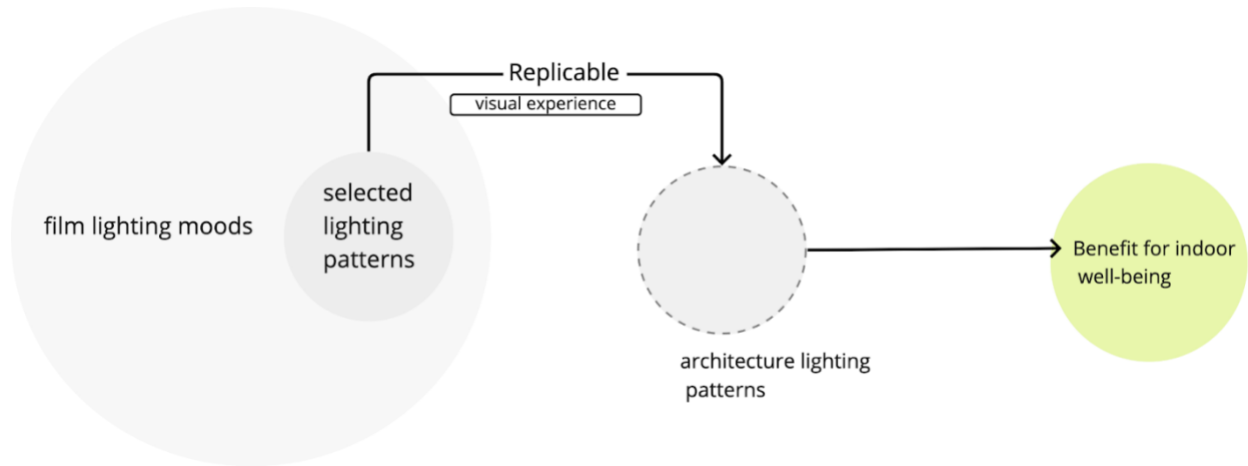 Replicable
visual experience
film lighting moods
selected
lighting
patterns
architecture lighting
patterns
Benefit for indoor
well-being